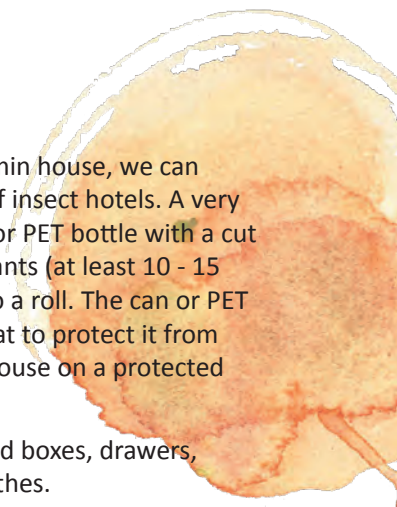 min house, we can
f insect hotels. A very
or PET bottle with a cut
ants (at least 10 - 15
o a roll. The can or PET
at to protect it from
ouse on a protected
d boxes, drawers,
thes.